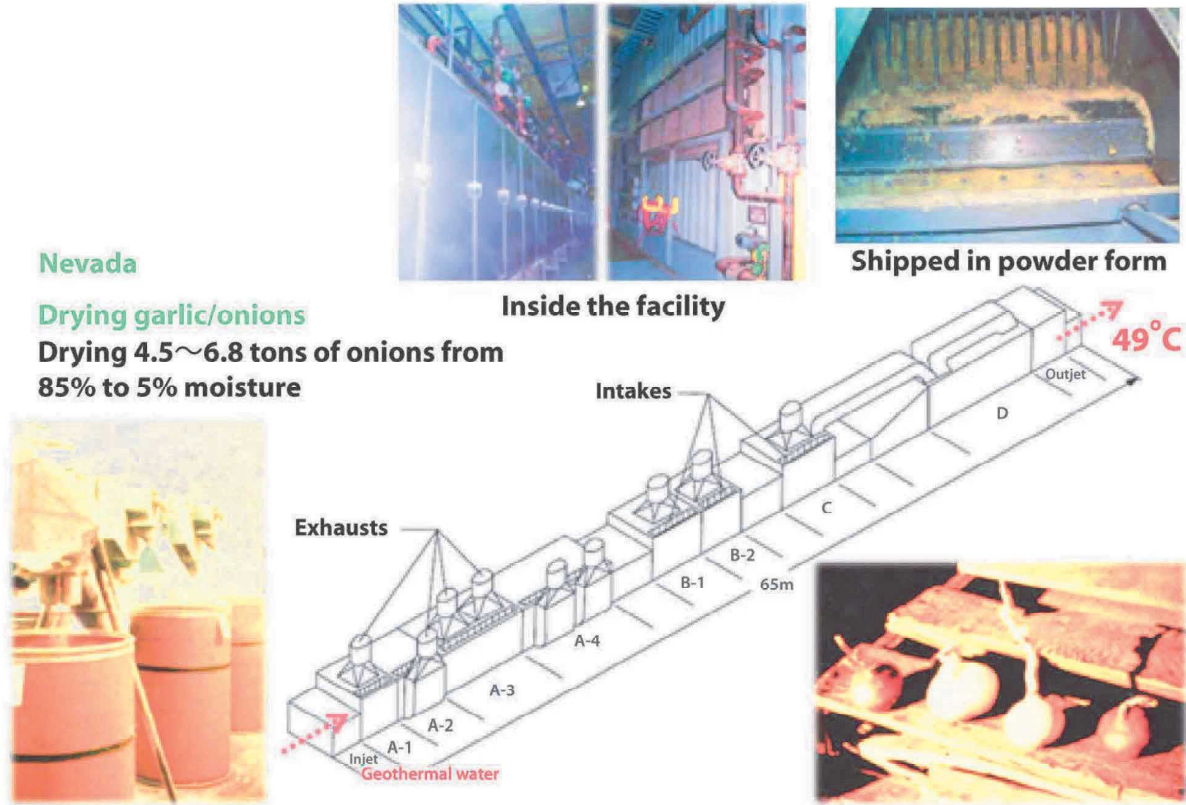 Nevada
Drying garlic/onions
Drying 4.5～6.8 tons of onions from
85% to 5% moisture
Inside the facility
Shipped in powder form
49°C
Outjet
D
Intakes
C
B-2
B-1
65m
Exhausts
A-4
A-3
A-2
A-1
Injet
Geothermal water